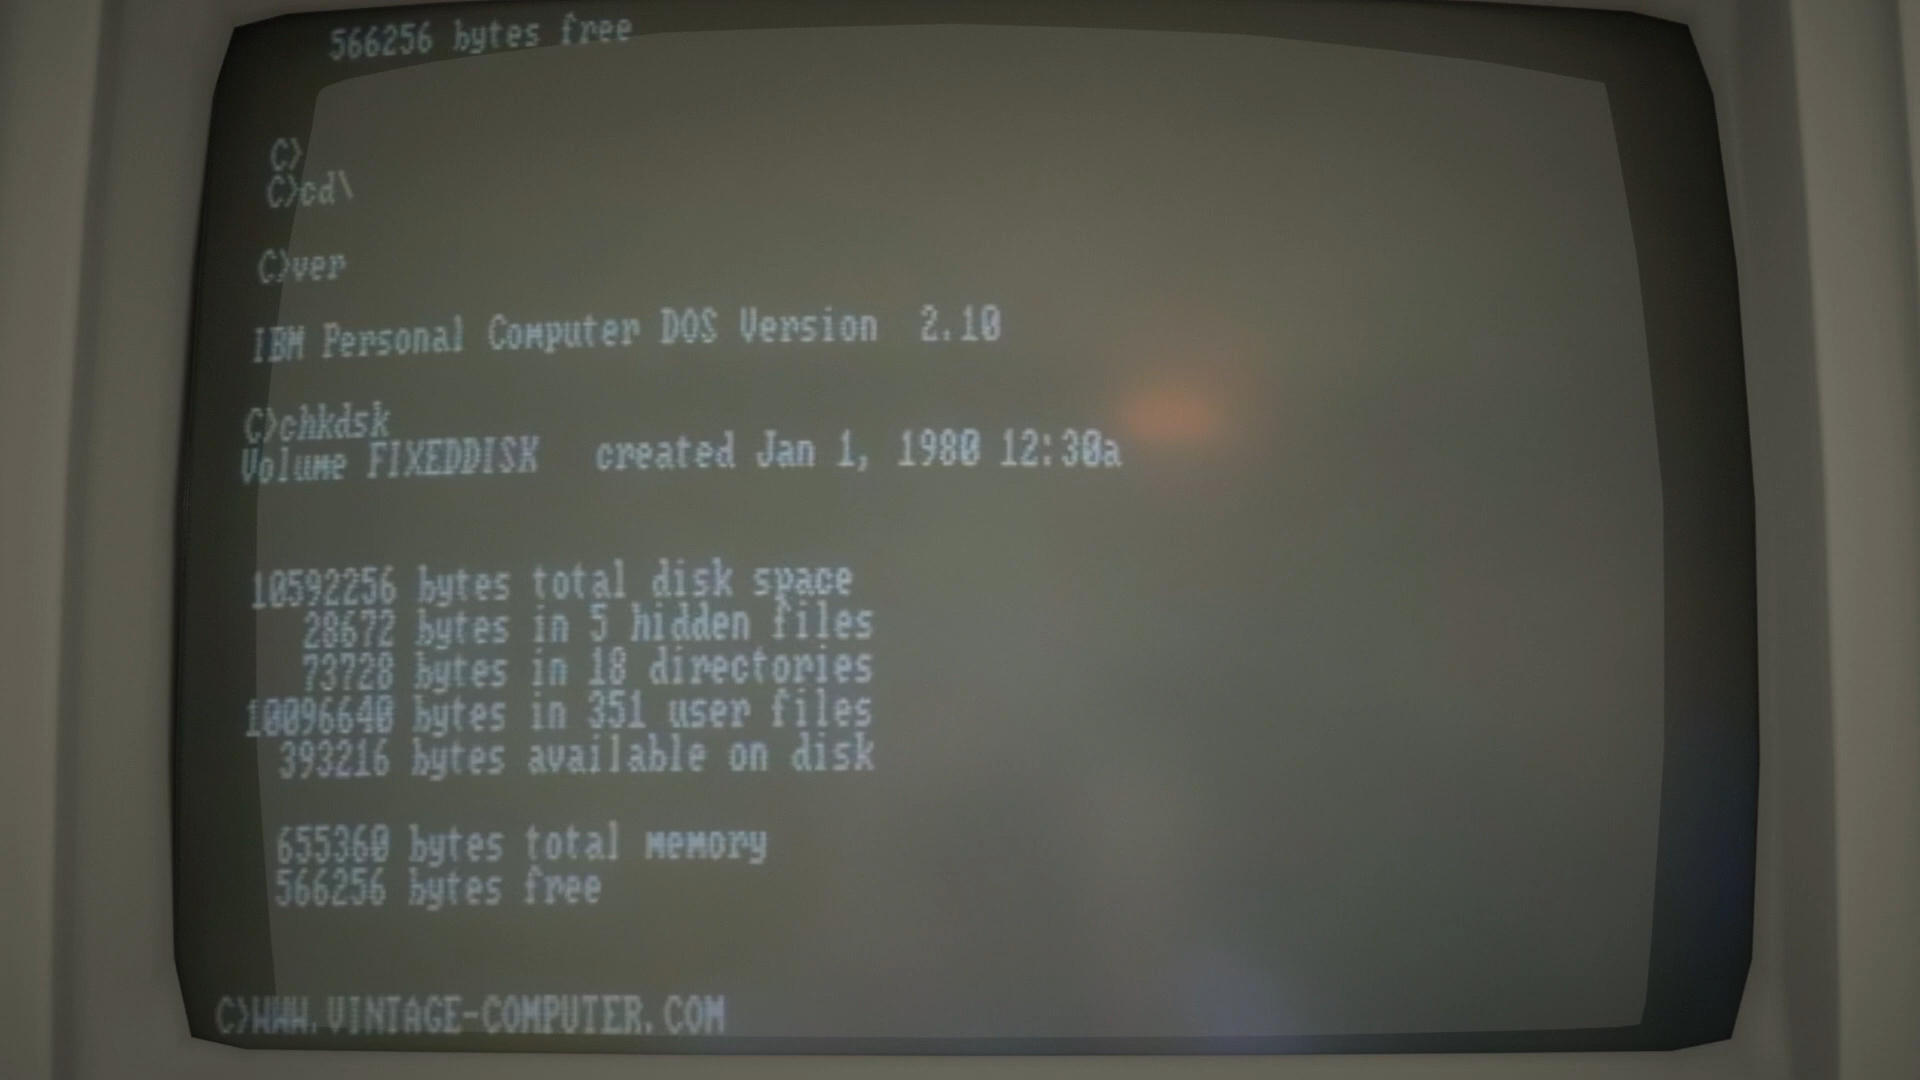 566256 bytes free
C>
C>cd\
C>ver
IBM Personal Computer DOS Version 2.10
C>chkdsk
Volume FIXEDDISK created Jan 1, 1980 12:30a
10592256 bytes total disk space
28672 bytes in 5 hidden files
73728 bytes in 18 directories
10096640 bytes in 351 user files
393216 bytes available on disk
655360 bytes total memory
566256 bytes free
C>WWW.VINTAGE-COMPUTER.COM